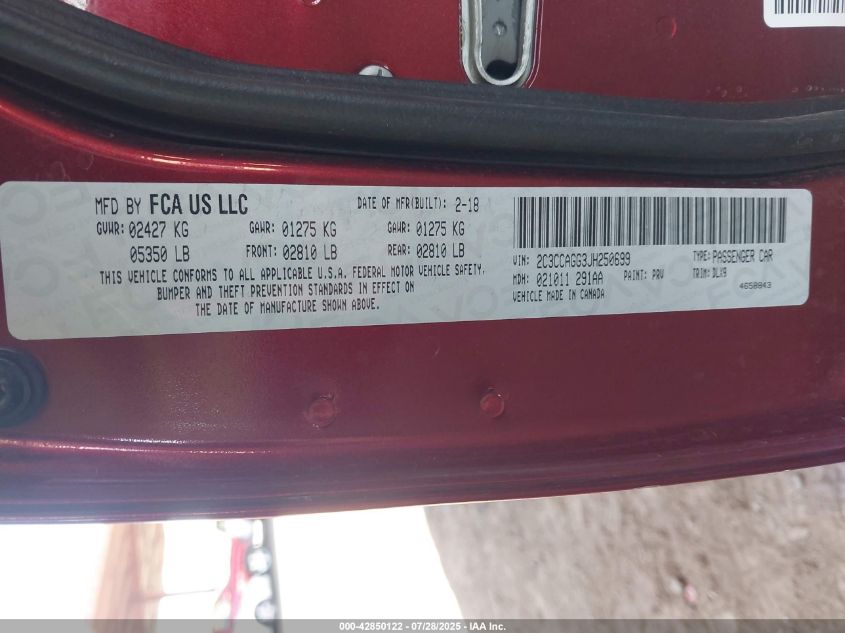 MFD BY FCA US LLC DATE OF MFR(BUILT): 2-18
GVWR: 02427 KG GAWR: 01275 KG GAWR: 01275 KG
05350 LB FRONT: 02810 LB REAR: 02810 LB
THIS VEHICLE CONFORMS TO ALL APPLICABLE U.S.A. FEDERAL MOTOR VEHICLE SAFETY,
BUMPER AND THEFT PREVENTION STANDARDS IN EFFECT ON
THE DATE OF MANUFACTURE SHOWN ABOVE.
VIN: 2C3CCAGG3JH250699 TYPE: PASSENGER CAR
MDH: 021011 291AA PAINT: PRV TRIM: DLX9
VEHICLE MADE IN CANADA 4658843
000-42850122 - 07/28/2025 - IAA Inc.